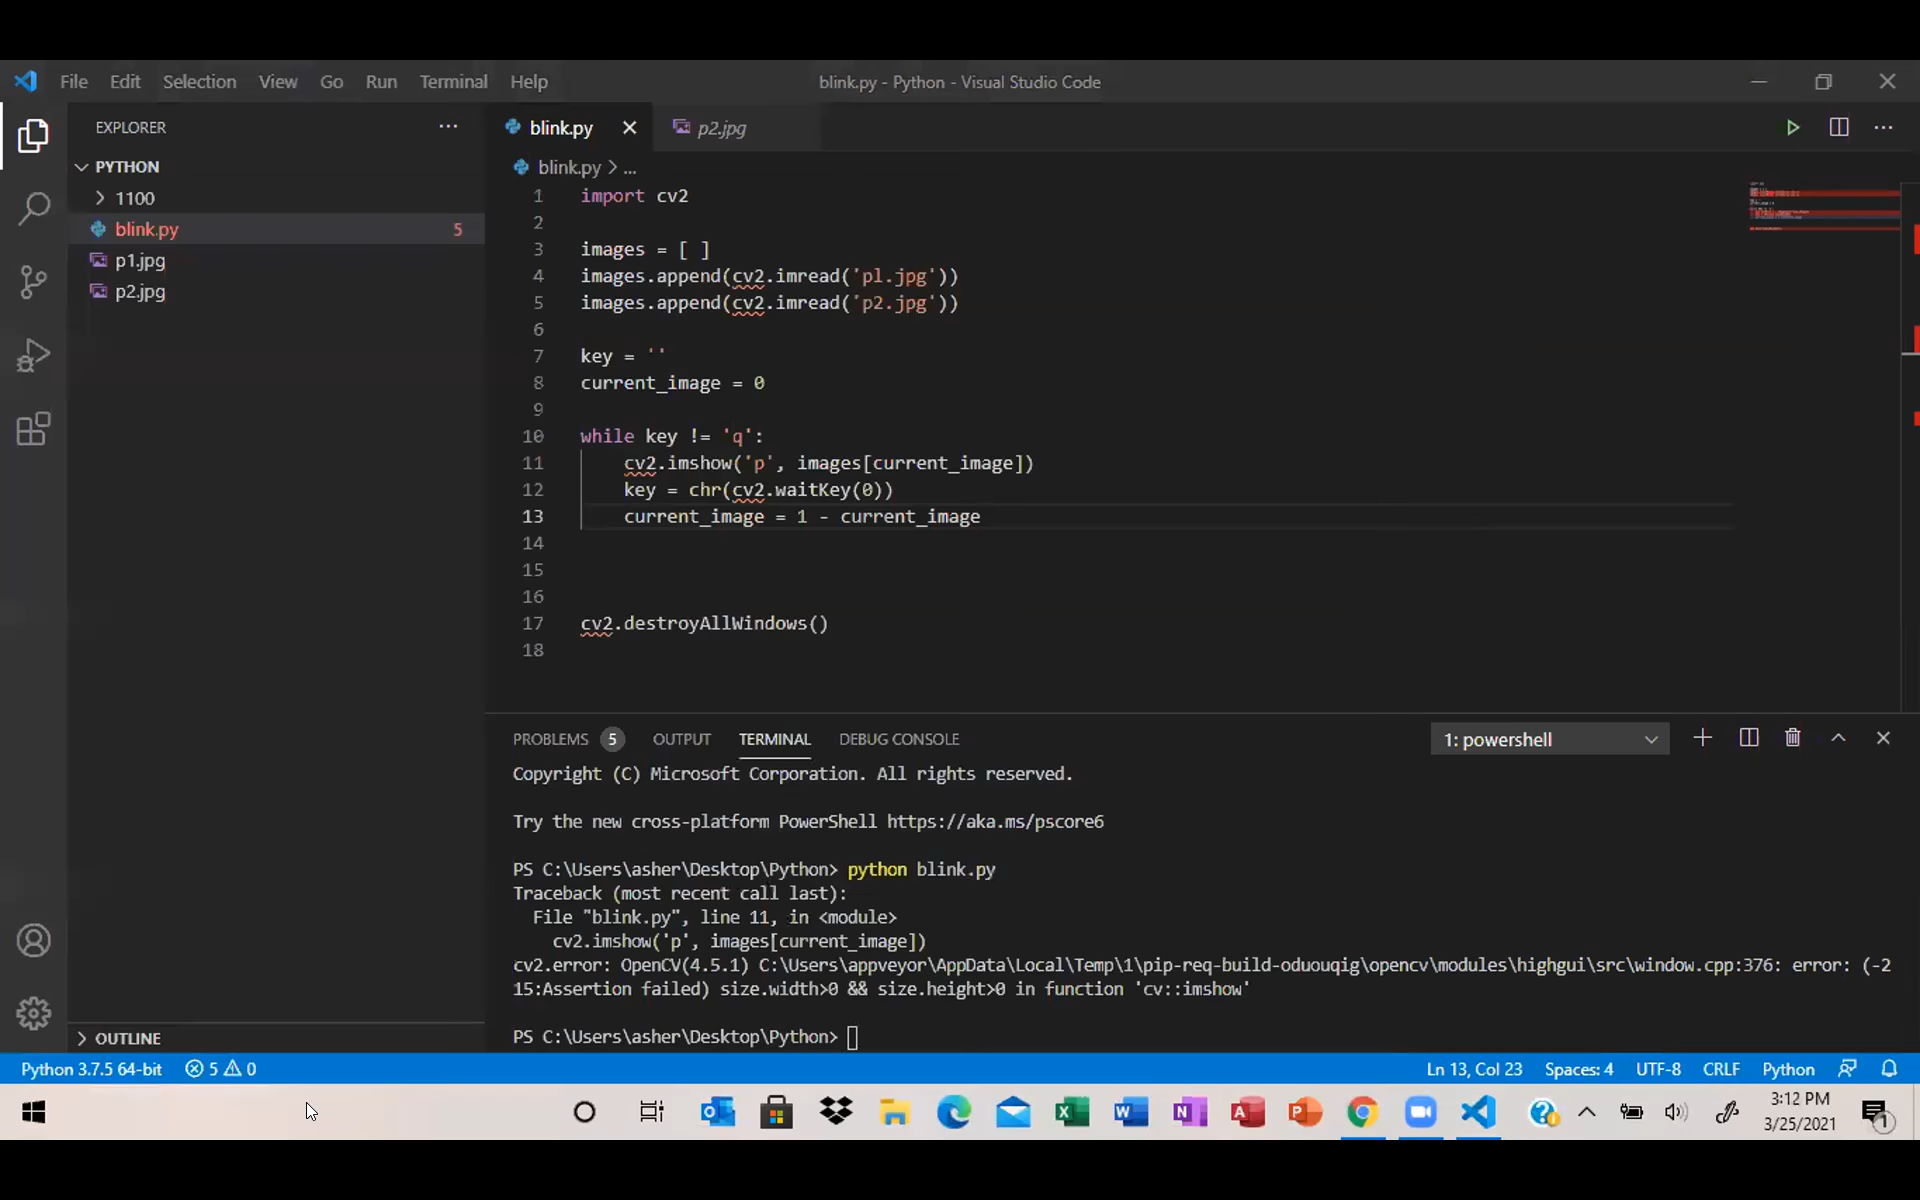 File Edit Selection View Go Run Terminal Help
blink.py - Python - Visual Studio Code
EXPLORER
PYTHON
1100
blink.py 5
p1.jpg
p2.jpg
OUTLINE
blink.py p2.jpg
blink.py > ...
1 import cv2
2
3 images = [ ]
4 images.append(cv2.imread('pl.jpg'))
5 images.append(cv2.imread('p2.jpg'))
6
7 key = ''
8 current_image = 0
9
10 while key != 'q':
11 cv2.imshow('p', images[current_image])
12 key = chr(cv2.waitKey(0))
13 current_image = 1 - current_image
14
15
16
17 cv2.destroyAllWindows()
18
PROBLEMS 5 OUTPUT TERMINAL DEBUG CONSOLE 1: powershell
Copyright (C) Microsoft Corporation. All rights reserved.
Try the new cross-platform PowerShell https://aka.ms/pscore6
PS C:\Users\asher\Desktop\Python> python blink.py
Traceback (most recent call last):
File "blink.py", line 11, in <module>
cv2.imshow('p', images[current_image])
cv2.error: OpenCV(4.5.1) C:\Users\appveyor\AppData\Local\Temp\1\pip-req-build-oduouqig\opencv\modules\highgui\src\window.cpp:376: error: (-2
15:Assertion failed) size.width>0 && size.height>0 in function 'cv::imshow'
PS C:\Users\asher\Desktop\Python>
Python 3.7.5 64-bit 5 0 Ln 13, Col 23 Spaces: 4 UTF-8 CRLF Python
3:12 PM
3/25/2021
1